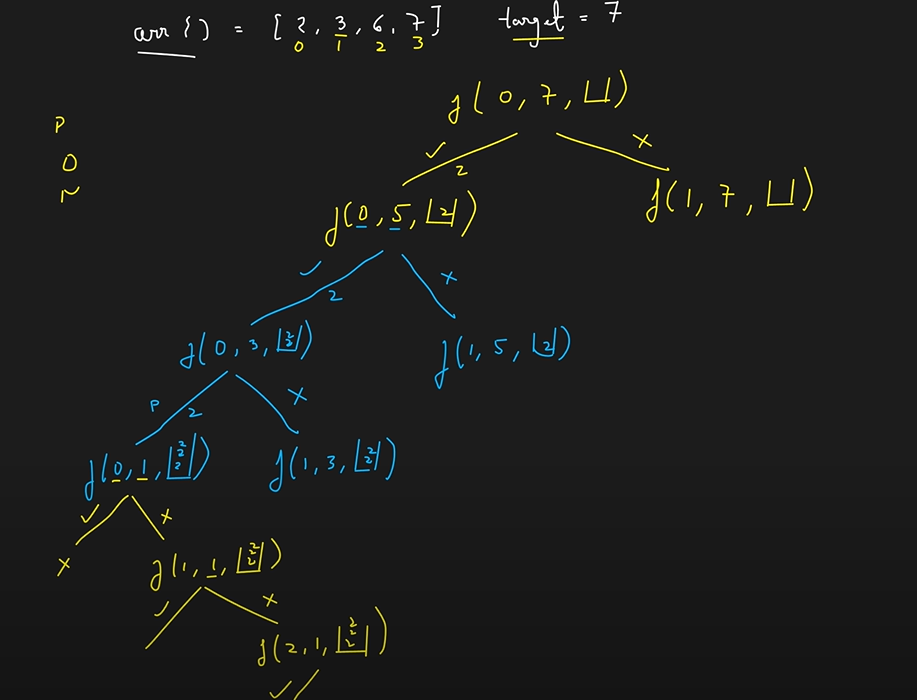 arr {} = [2, 3, 6, 7] target = 7
0 1 2 3
f(0, 7, ⊔)
P
✓ 2 x
O
N
f(0, 5, [2]) f(1, 7, ⊔)
✓ 2 x
f(0, 3, [2 2]) f(1, 5, [2])
P 2 x
f(0, 1, [2 2 2]) f(1, 3, [2 2])
✓ x
x f(1, 1, [2 2 2])
✓ x
f(2, 1, [2 2 2])
✓